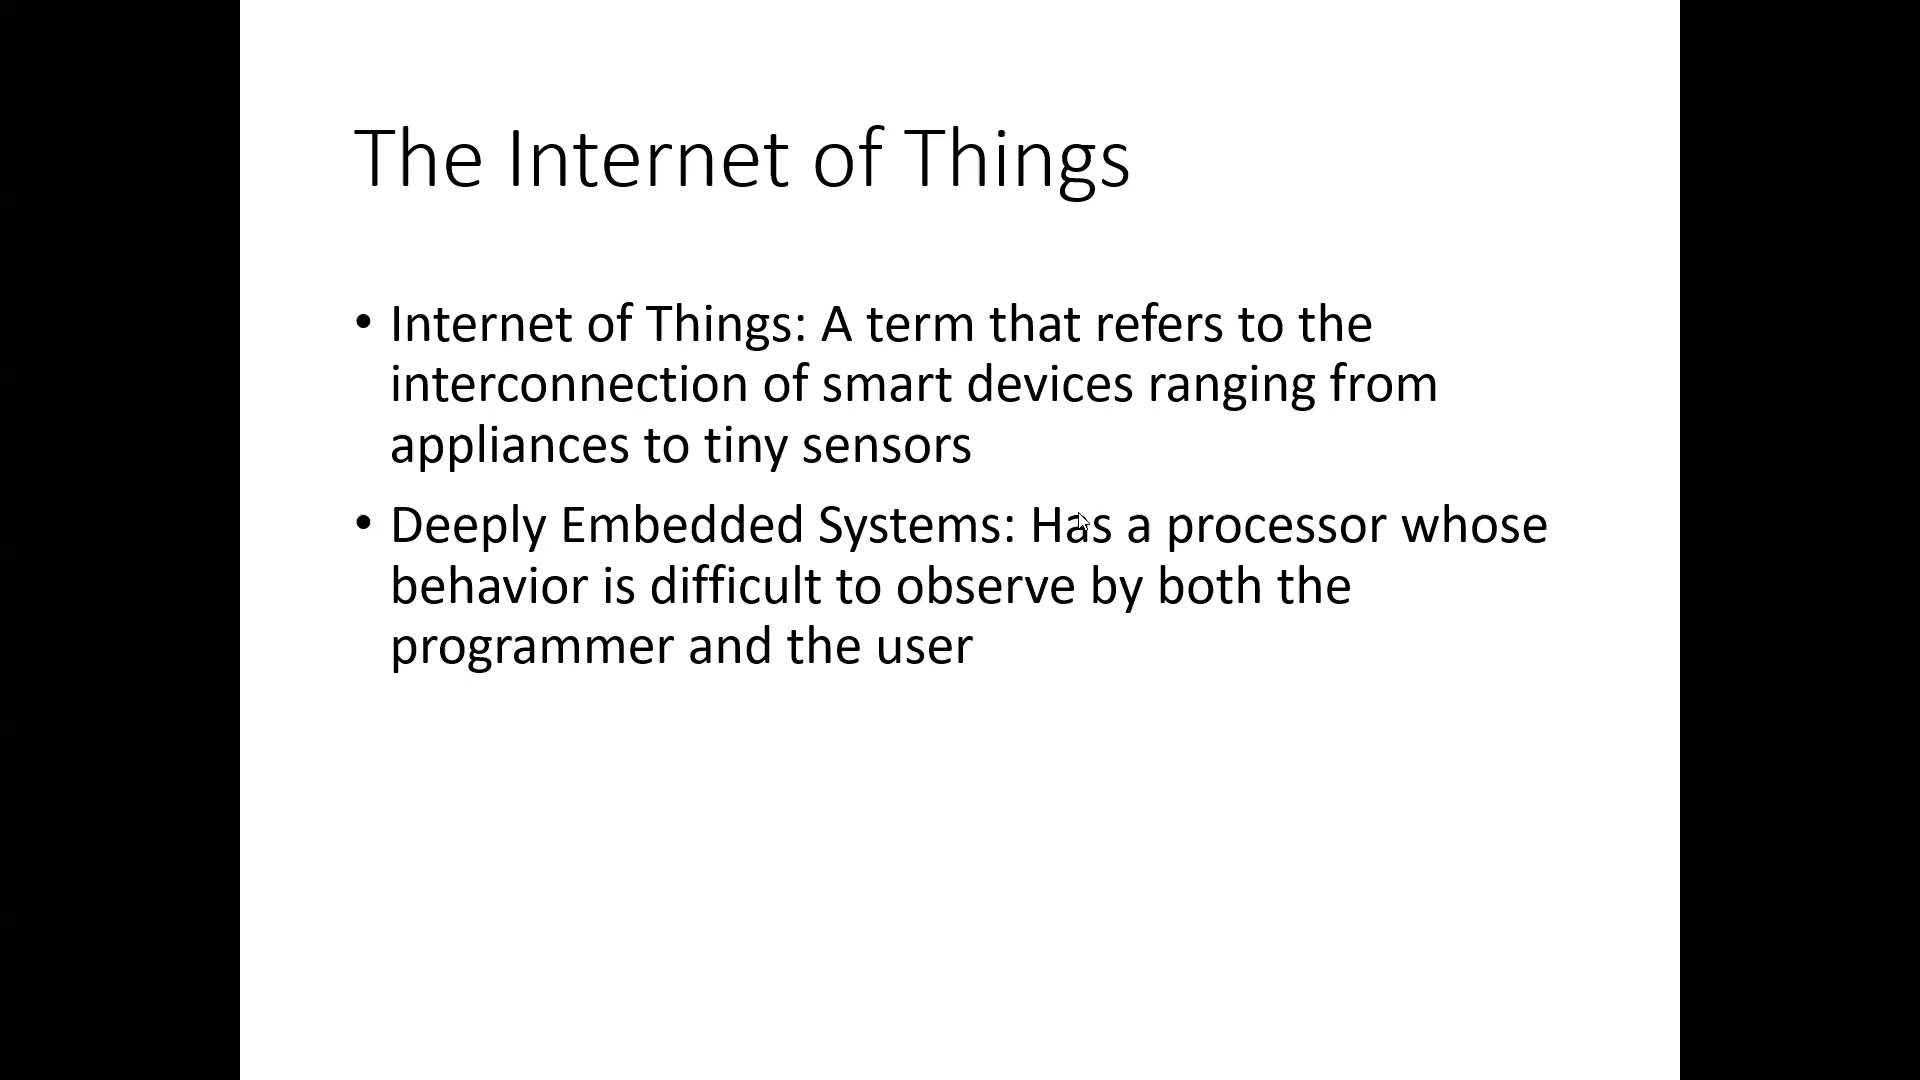 The Internet of Things
• Internet of Things: A term that refers to the
interconnection of smart devices ranging from
appliances to tiny sensors
• Deeply Embedded Systems: Has a processor whose
behavior is difficult to observe by both the
programmer and the user